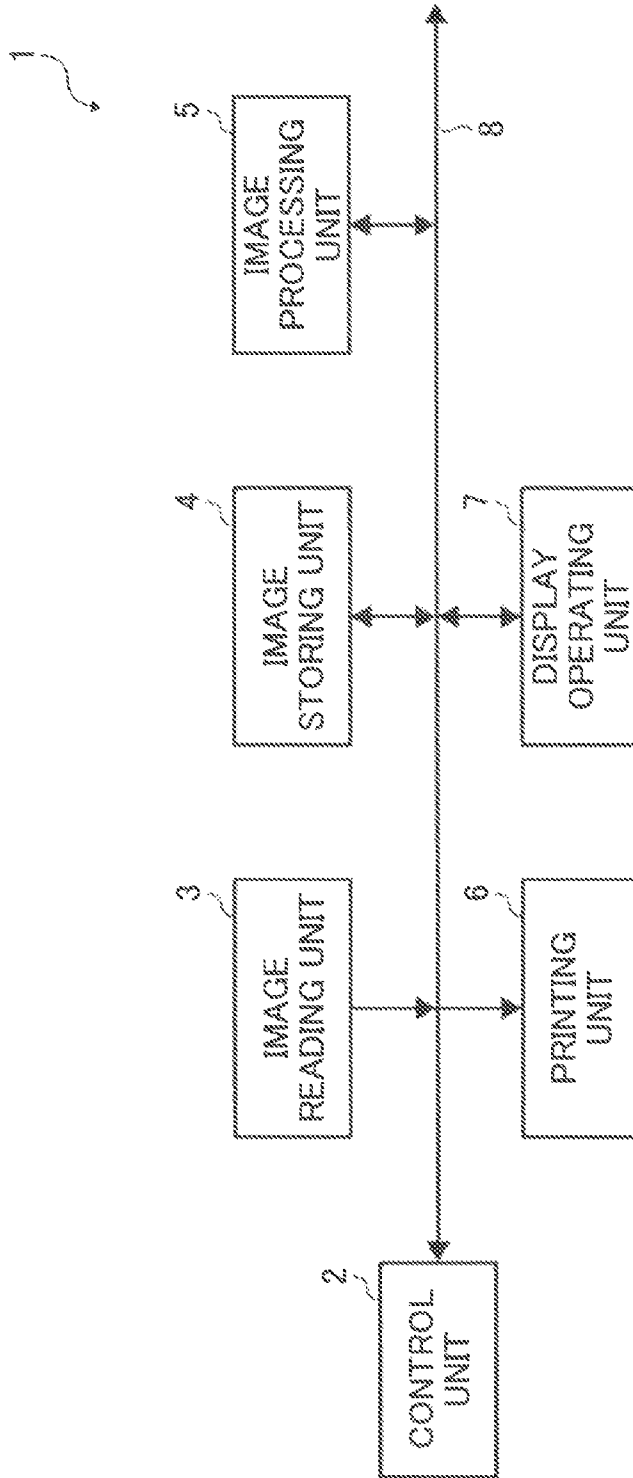 1
2
CONTROL
UNIT
3
IMAGE
READING UNIT
4
IMAGE
STORING UNIT
5
IMAGE
PROCESSING
UNIT
6
PRINTING
UNIT
7
DISPLAY
OPERATING
UNIT
8